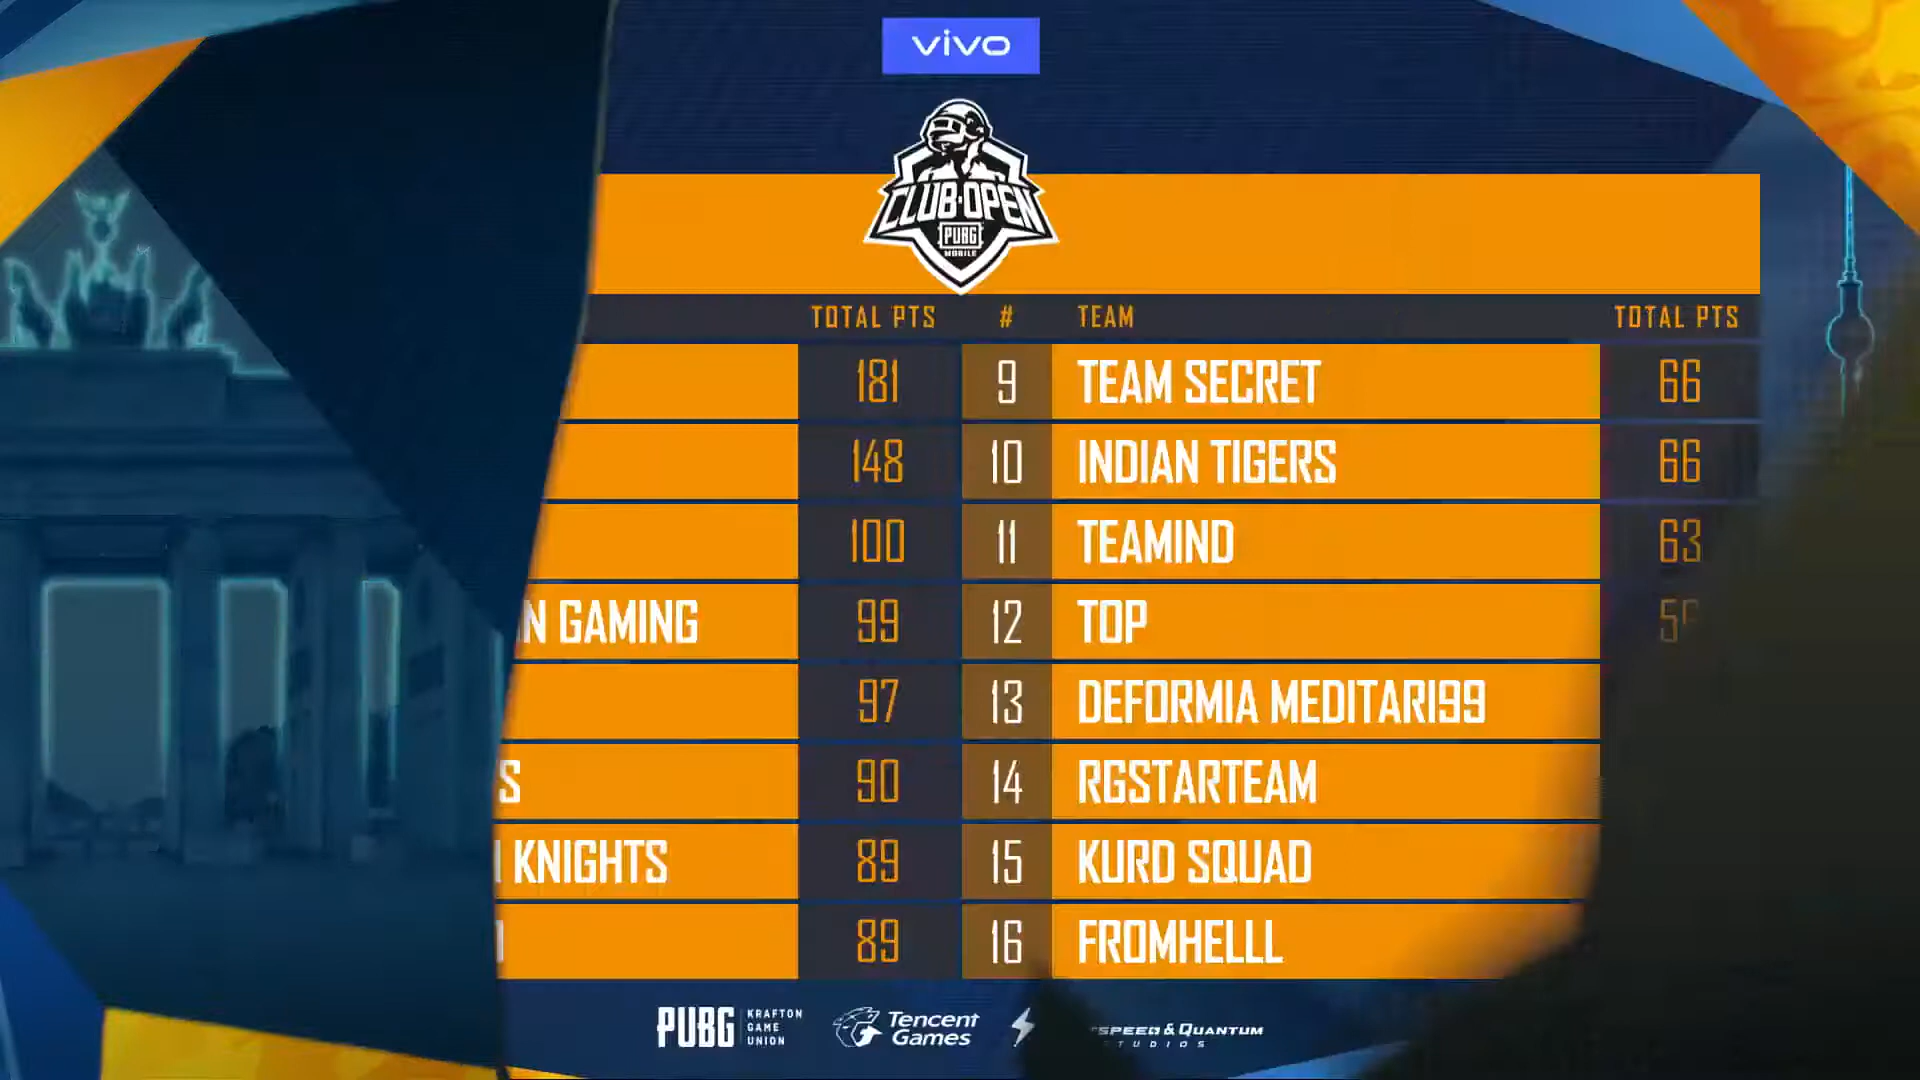 vivo
CLUB OPEN
PUBG
MOBILE
TOTAL PTS # TEAM TOTAL PTS
181 9 TEAM SECRET 66
148 10 INDIAN TIGERS 66
100 11 TEAMIND 63
GAMING 99 12 TOP
97 13 DEFORMIA MEDITARI99
90 14 RGSTARTEAM
KNIGHTS 89 15 KURD SQUAD
89 16 FROMHELLL
PUBG KRAFTON GAME UNION
Tencent Games
SPEED & QUANTUM
STUDIOS